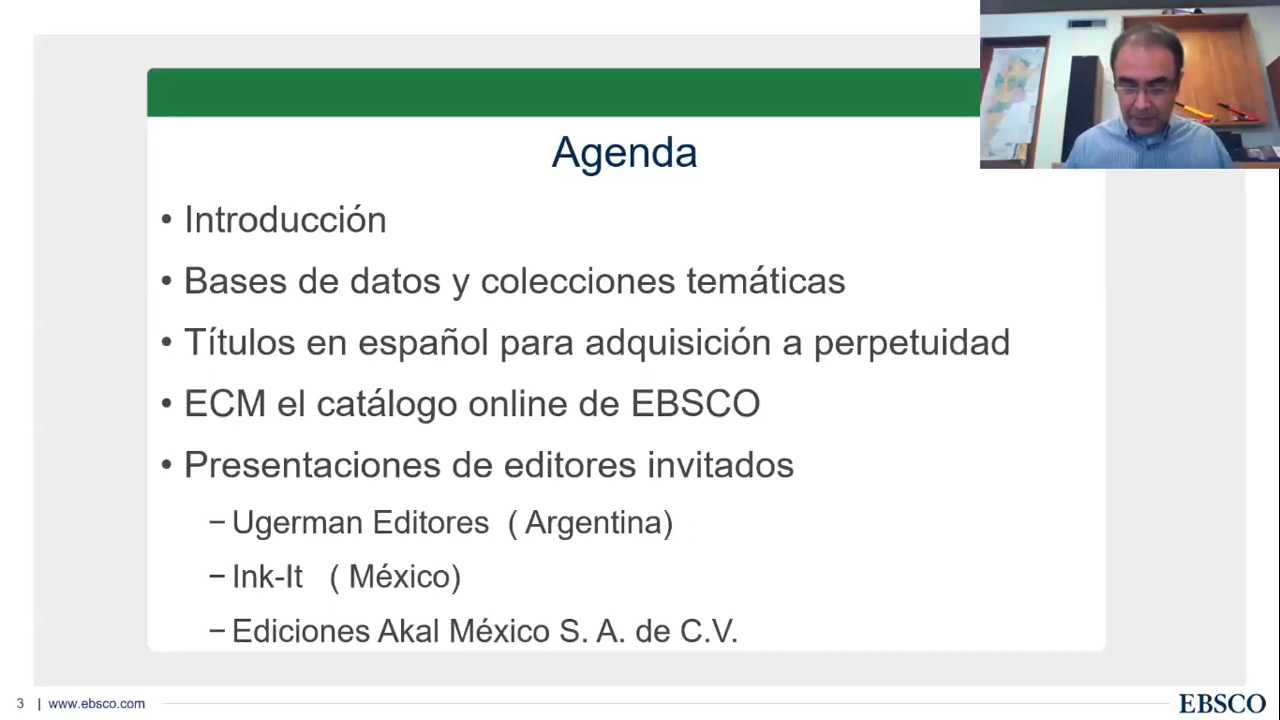 Agenda
• Introducción
• Bases de datos y colecciones temáticas
• Títulos en español para adquisición a perpetuidad
• ECM el catálogo online de EBSCO
• Presentaciones de editores invitados
– Ugerman Editores ( Argentina)
– Ink-It ( México)
– Ediciones Akal México S. A. de C.V.
3 | www.ebsco.com
EBSCO